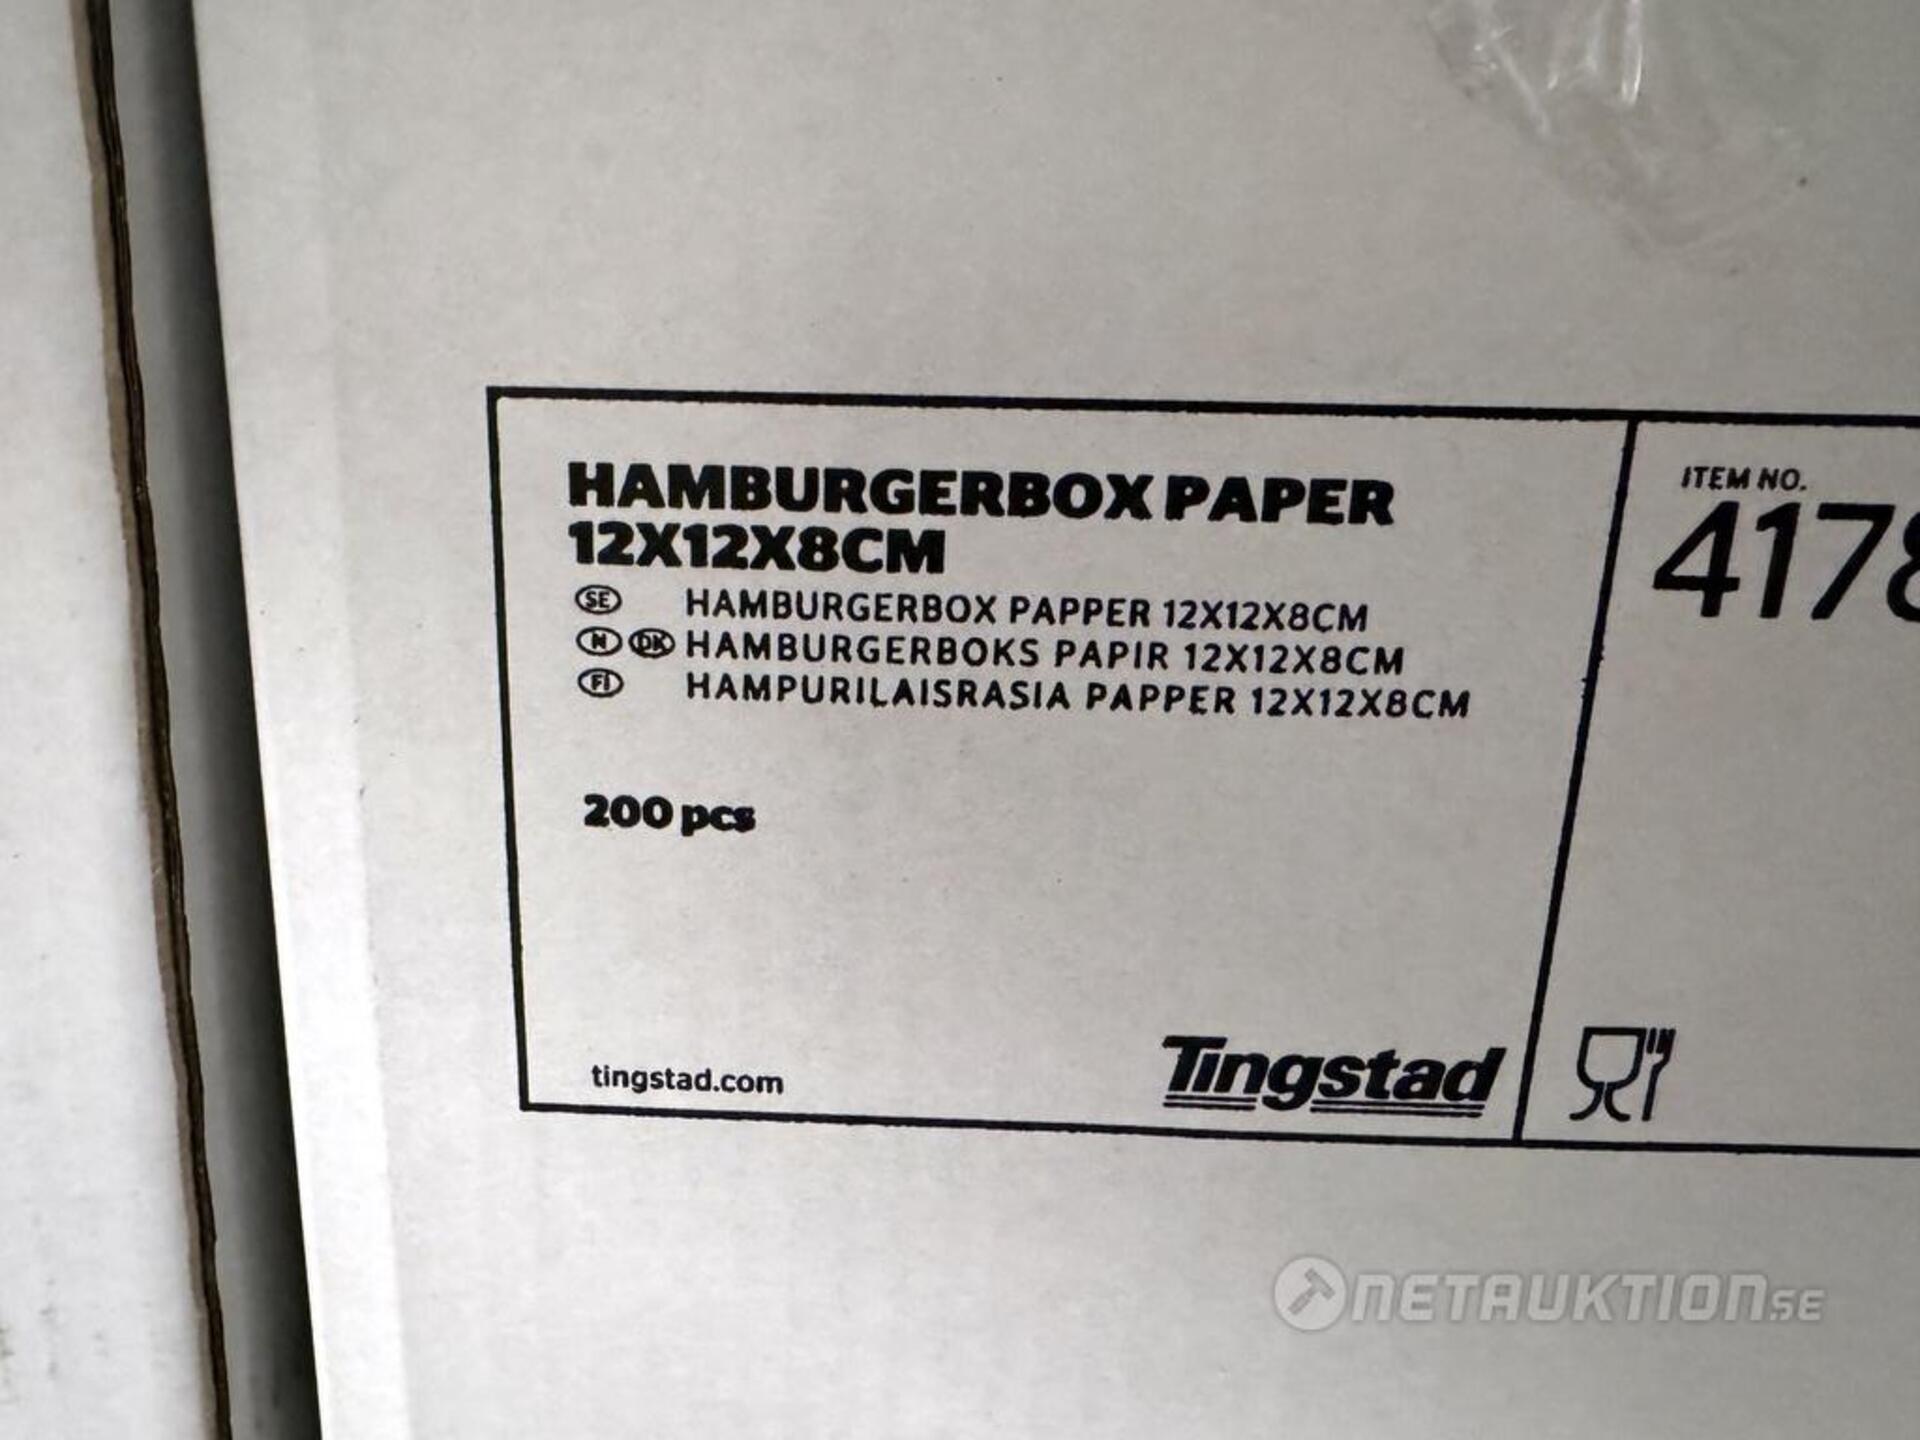 HAMBURGERBOX PAPER
12X12X8CM
SE HAMBURGERBOX PAPPER 12X12X8CM
N DK HAMBURGERBOKS PAPIR 12X12X8CM
FI HAMPURILAISRASIA PAPPER 12X12X8CM
200 pcs
tingstad.com
Tingstad
ITEM NO.
4178
NETAUKTION.SE